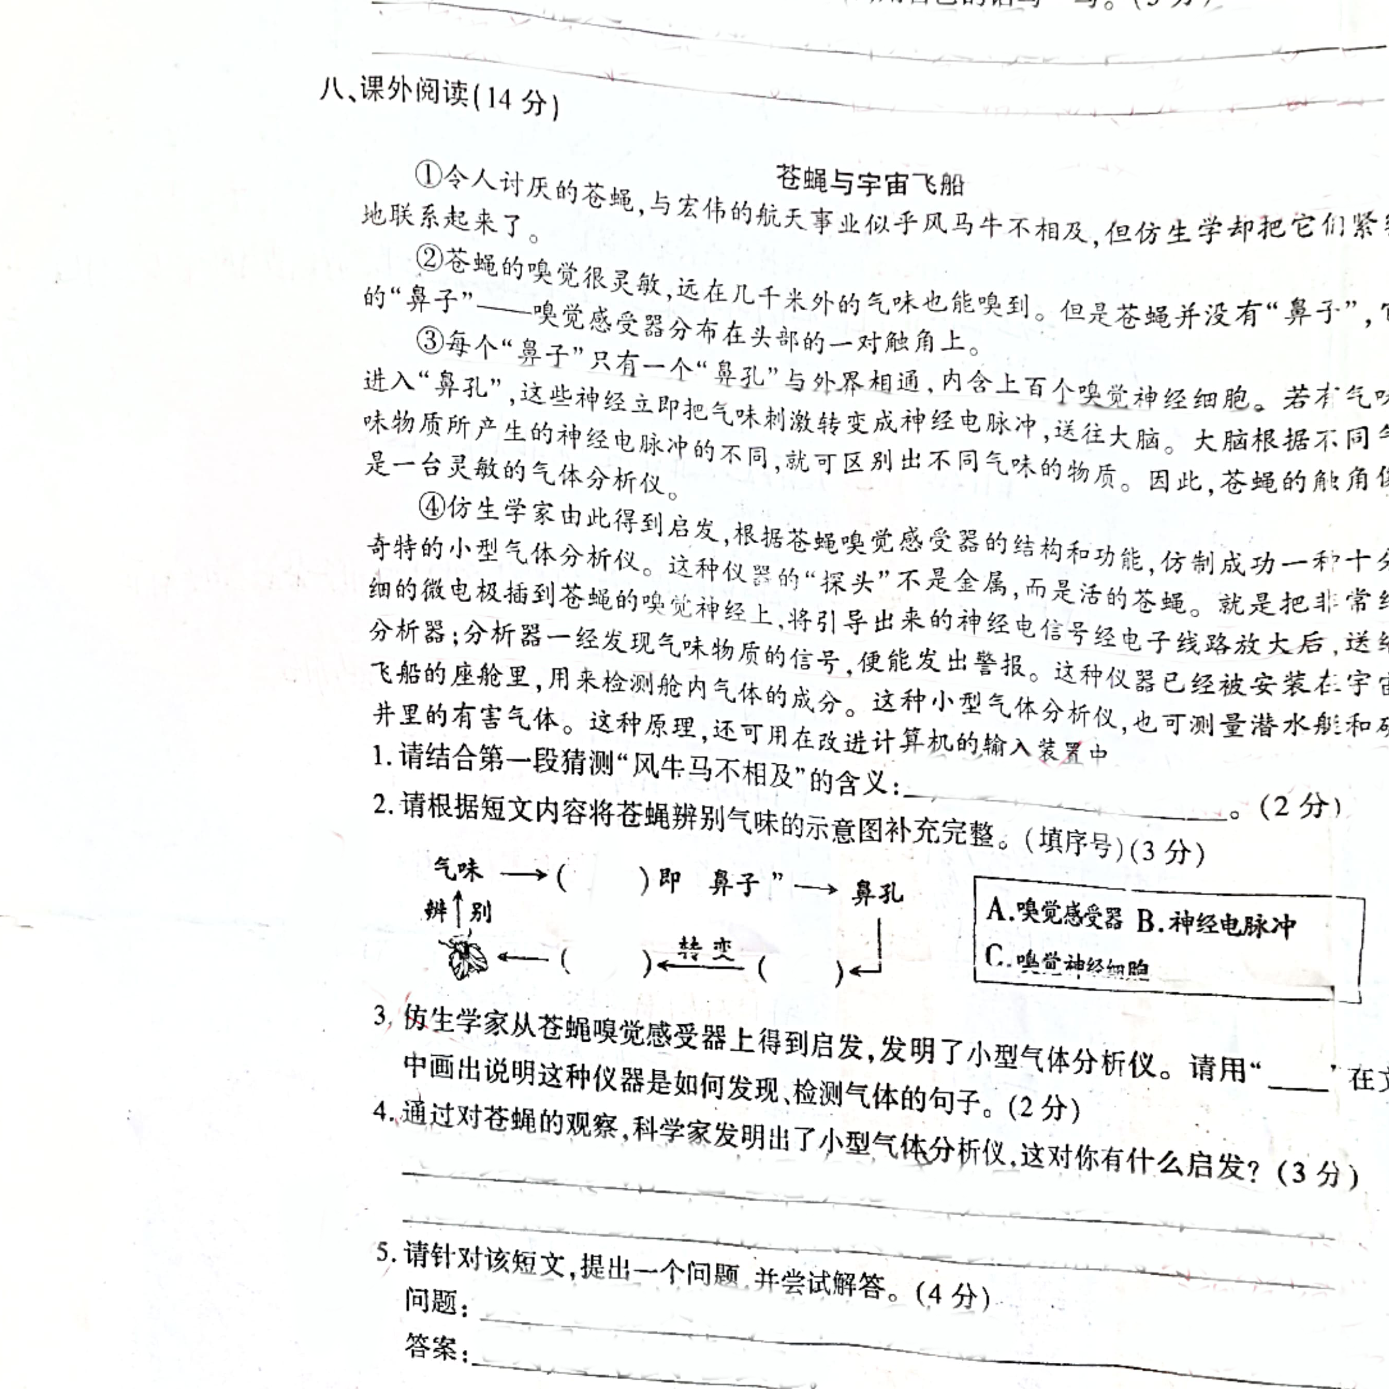 八、课外阅读(14分)
苍蝇与宇宙飞船
①令人讨厌的苍蝇,与宏伟的航天事业似乎风马牛不相及,但仿生学却把它们紧
地联系起来了。
②苍蝇的嗅觉很灵敏,远在几千米外的气味也能嗅到。但是苍蝇并没有“鼻子”,
的“鼻子”——嗅觉感受器分布在头部的一对触角上。
③每个“鼻子”只有一个“鼻孔”与外界相通,内含上百个嗅觉神经细胞。若有气
进入“鼻孔”,这些神经立即把气味刺激转变成神经电脉冲,送往大脑。大脑根据不同
味物质所产生的神经电脉冲的不同,就可区别出不同气味的物质。因此,苍蝇的触角
是一台灵敏的气体分析仪。
④仿生学家由此得到启发,根据苍蝇嗅觉感受器的结构和功能,仿制成功一种十
奇特的小型气体分析仪。这种仪器的“探头”不是金属,而是活的苍蝇。就是把非常
细的微电极插到苍蝇的嗅觉神经上,将引导出来的神经电信号经电子线路放大后,送
分析器;分析器一经发现气味物质的信号,便能发出警报。这种仪器已经被安装在宇
飞船的座舱里,用来检测舱内气体的成分。这种小型气体分析仪,也可测量潜水艇和
井里的有害气体。这种原理,还可用在改进计算机的输入装置中
1.请结合第一段猜测“风牛马不相及”的含义:。(2分)
2.请根据短文内容将苍蝇辨别气味的示意图补充完整。(填序号)(3分)
气味 → ( )即 鼻子” → 鼻孔
辨↑别
← ( ) 转变← ( )
A.嗅觉感受器 B.神经电脉冲
C.嗅觉神经细胞
3.仿生学家从苍蝇嗅觉感受器上得到启发,发明了小型气体分析仪。请用“____”在
中画出说明这种仪器是如何发现、检测气体的句子。(2分)
4.通过对苍蝇的观察,科学家发明出了小型气体分析仪,这对你有什么启发?(3分)
5.请针对该短文,提出一个问题,并尝试解答。(4分)
问题:
答案: